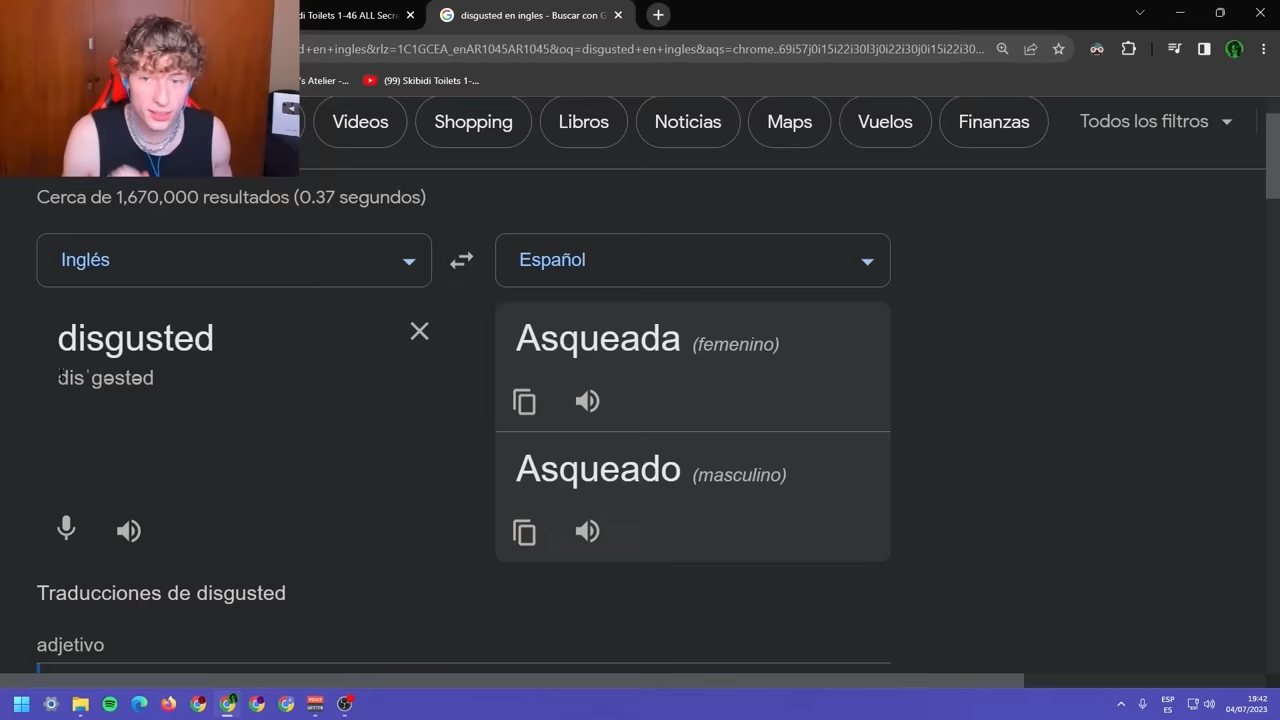 di Toilets 1-46 ALL Secre
disgusted en ingles - Buscar con G
d+en+ingles&rlz=1C1GCEA_enAR1045AR1045&oq=disgusted+en+ingles&aqs=chrome..69i57j0i15i22i30l3j0i22i30j0i15i22i30...
's Atelier -...
(99) Skibidi Toilets 1-...
Videos
Shopping
Libros
Noticias
Maps
Vuelos
Finanzas
Todos los filtros
Cerca de 1,670,000 resultados (0.37 segundos)
Inglés
Español
disgusted
disˈgəstəd
Asqueada (femenino)
Asqueado (masculino)
Traducciones de disgusted
adjetivo
ESP
ES
19:42
04/07/2023